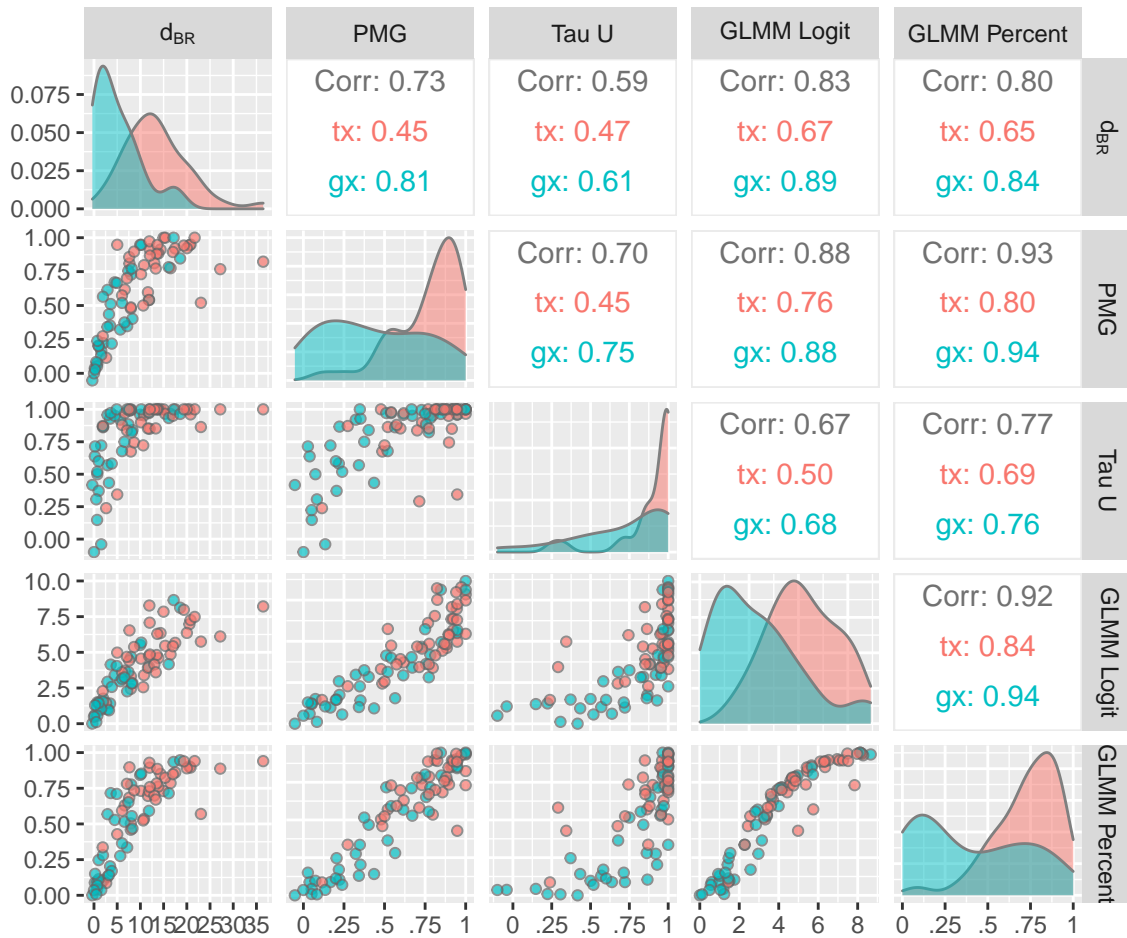 d_BR PMG Tau U GLMM Logit GLMM Percent
0.075
0.050
0.025
0.000
Corr: 0.73
tx: 0.45
gx: 0.81
Corr: 0.59
tx: 0.47
gx: 0.61
Corr: 0.83
tx: 0.67
gx: 0.89
Corr: 0.80
tx: 0.65
gx: 0.84
d_BR
1.00
0.75
0.50
0.25
0.00
Corr: 0.70
tx: 0.45
gx: 0.75
Corr: 0.88
tx: 0.76
gx: 0.88
Corr: 0.93
tx: 0.80
gx: 0.94
PMG
1.00
0.75
0.50
0.25
0.00
Corr: 0.67
tx: 0.50
gx: 0.68
Corr: 0.77
tx: 0.69
gx: 0.76
Tau U
10.0
7.5
5.0
2.5
0.0
Corr: 0.92
tx: 0.84
gx: 0.94
GLMM Logit
1.00
0.75
0.50
0.25
0.00
GLMM Percent
0 5 10 15 20 25 30 35
0 .25 .5 .75 1
0 .25 .5 .75 1
0 2 4 6 8
0 .25 .5 .75 1